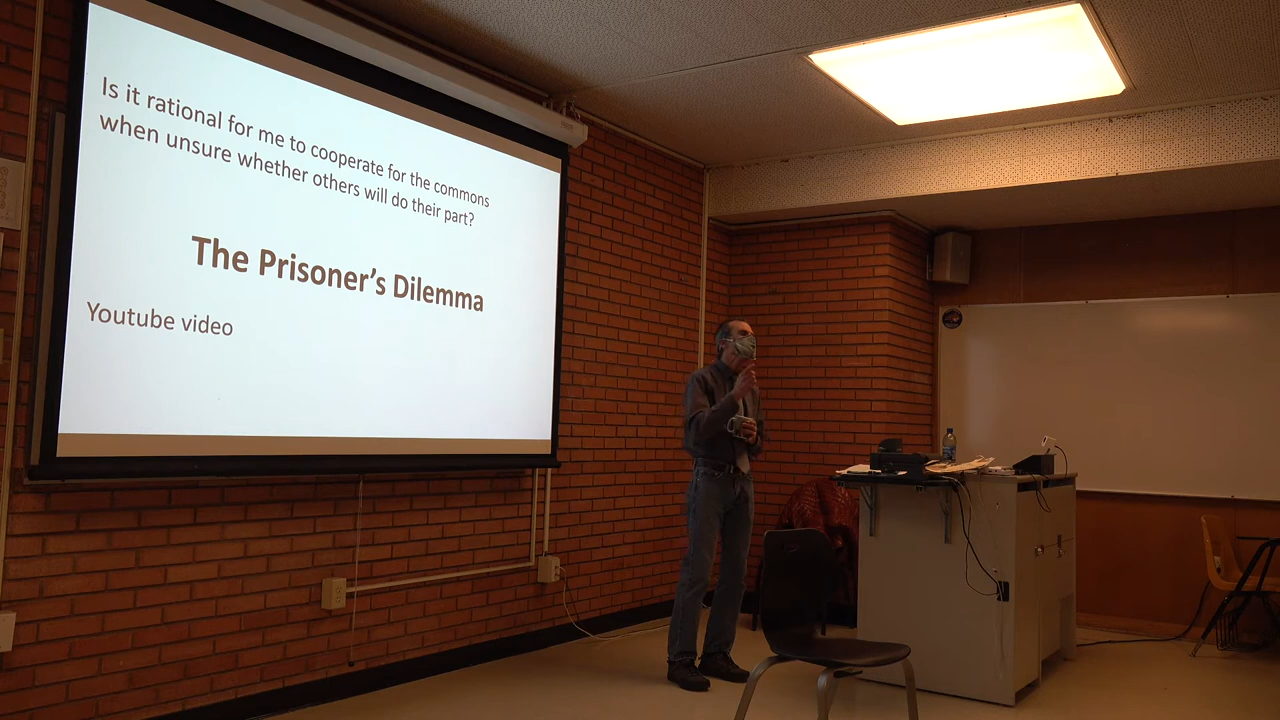 Is it rational for me to cooperate for the commons
when unsure whether others will do their part?
The Prisoner's Dilemma
Youtube video